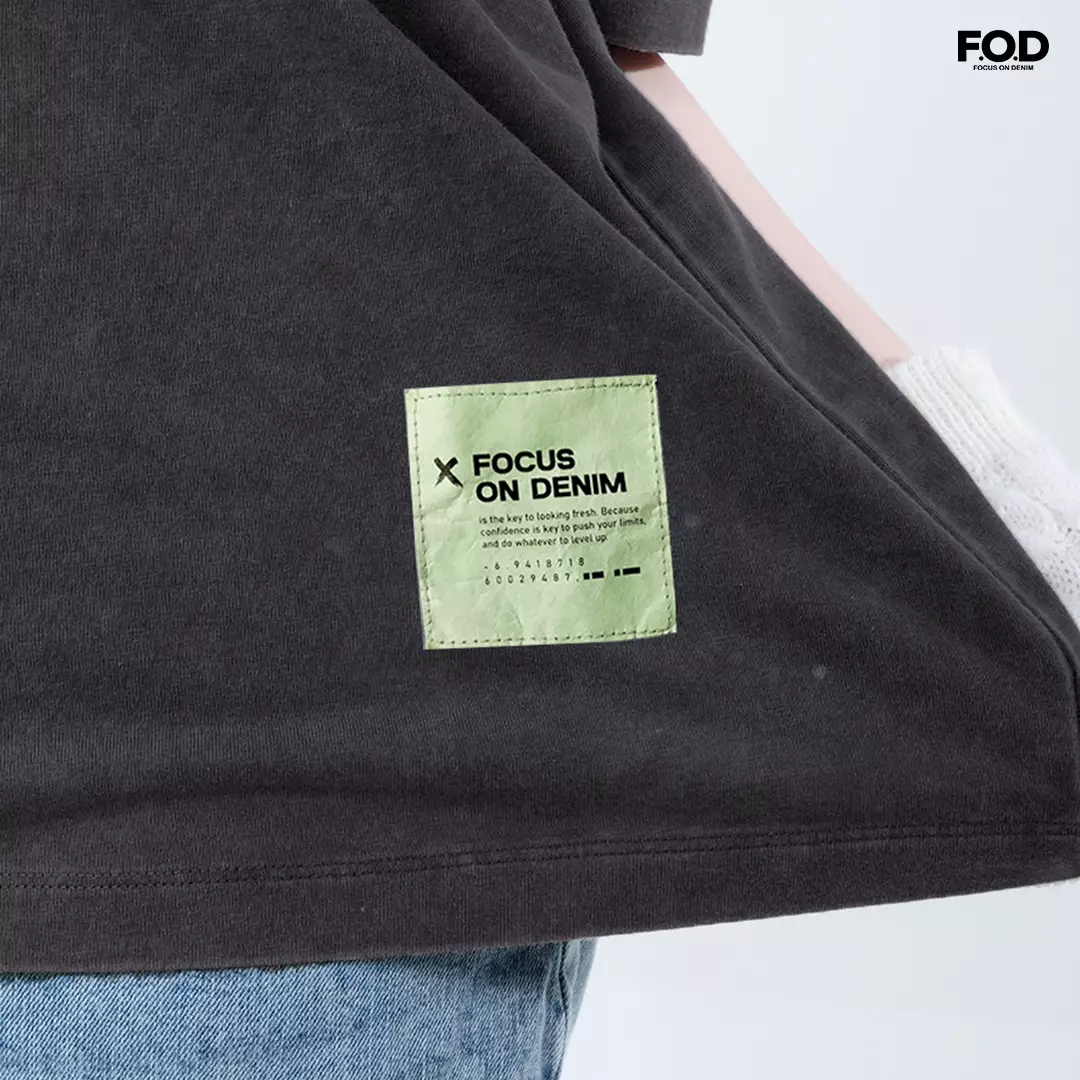 F.O.D
FOCUS ON DENIM
X FOCUS
ON DENIM
is the key to looking fresh. Because
confidence is key to push your limits,
and do whatever to level up.
-6.9418718
60029487.